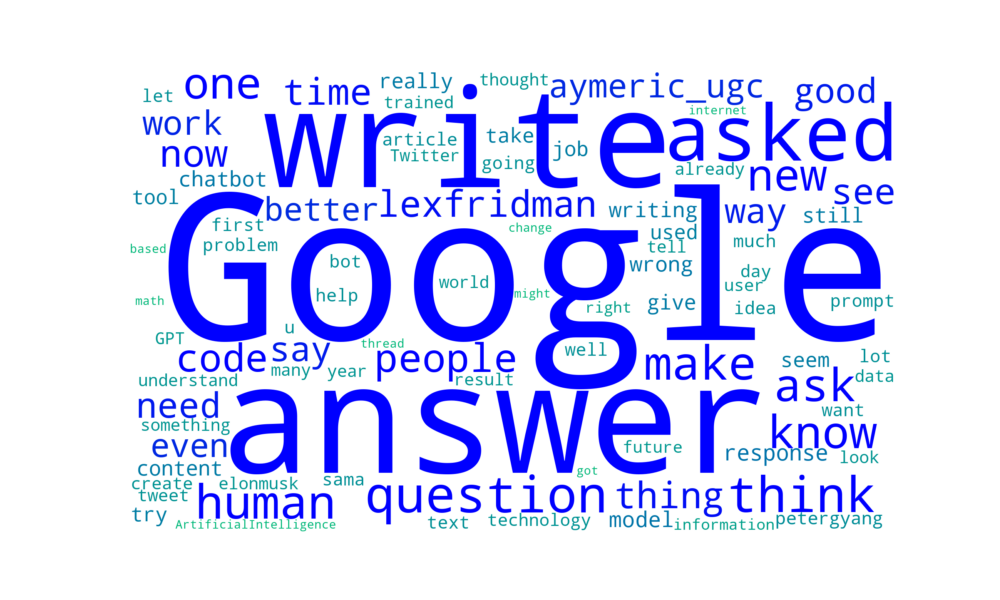 let one time really thought aymeric_ugc good
trained internet
work write article take job asked
now Twitter going already new
chatbot see
tool better lexfridman writing way still
first change used
based problem bot tell much
Google wrong
world day
help might user
math right give idea prompt
u
GPT thread well
code say people make seem lot
understand many year result ask data
need answer want
something know
even future response look
content got
create elonmusk sama
tweet human question thing think
try ArtificialIntelligence text technology model information petergyang